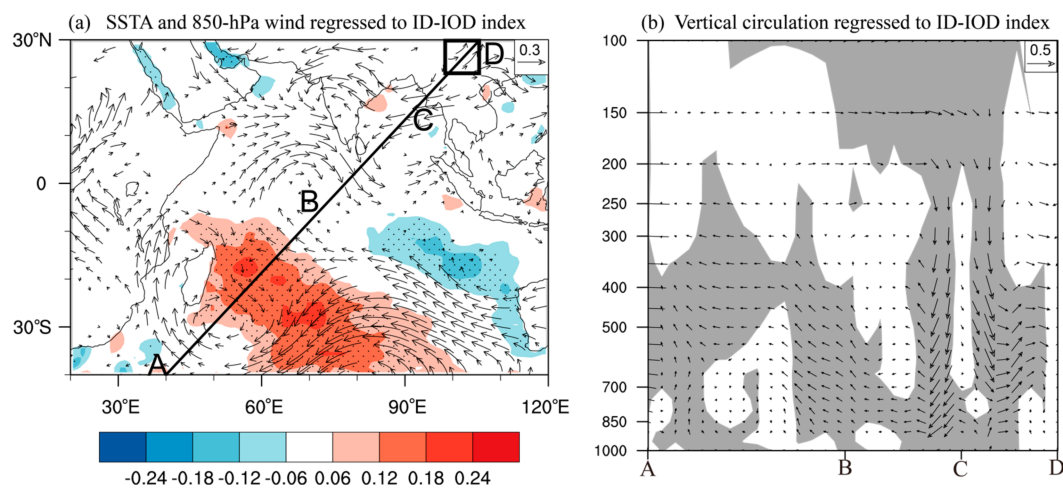 (a) SSTA and 850-hPa wind regressed to ID-IOD index
30°N
0
30°S
30°E
60°E
90°E
120°E
0.3
A
B
C
D
-0.24 -0.18 -0.12 -0.06 0.06 0.12 0.18 0.24
(b) Vertical circulation regressed to ID-IOD index
0.5
100
150
200
250
300
400
500
700
850
1000
A
B
C
D